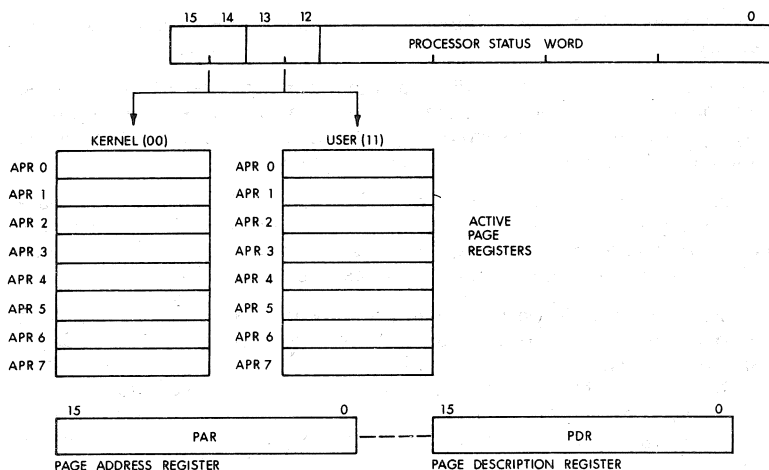 15 14 13 12 0
PROCESSOR STATUS WORD
KERNEL (00) USER (11)
APR 0 APR 0
APR 1 APR 1
APR 2 APR 2
APR 3 APR 3
APR 4 APR 4
APR 5 APR 5
APR 6 APR 6
APR 7 APR 7
ACTIVE
PAGE
REGISTERS
15 0 15 0
PAR PDR
PAGE ADDRESS REGISTER PAGE DESCRIPTION REGISTER